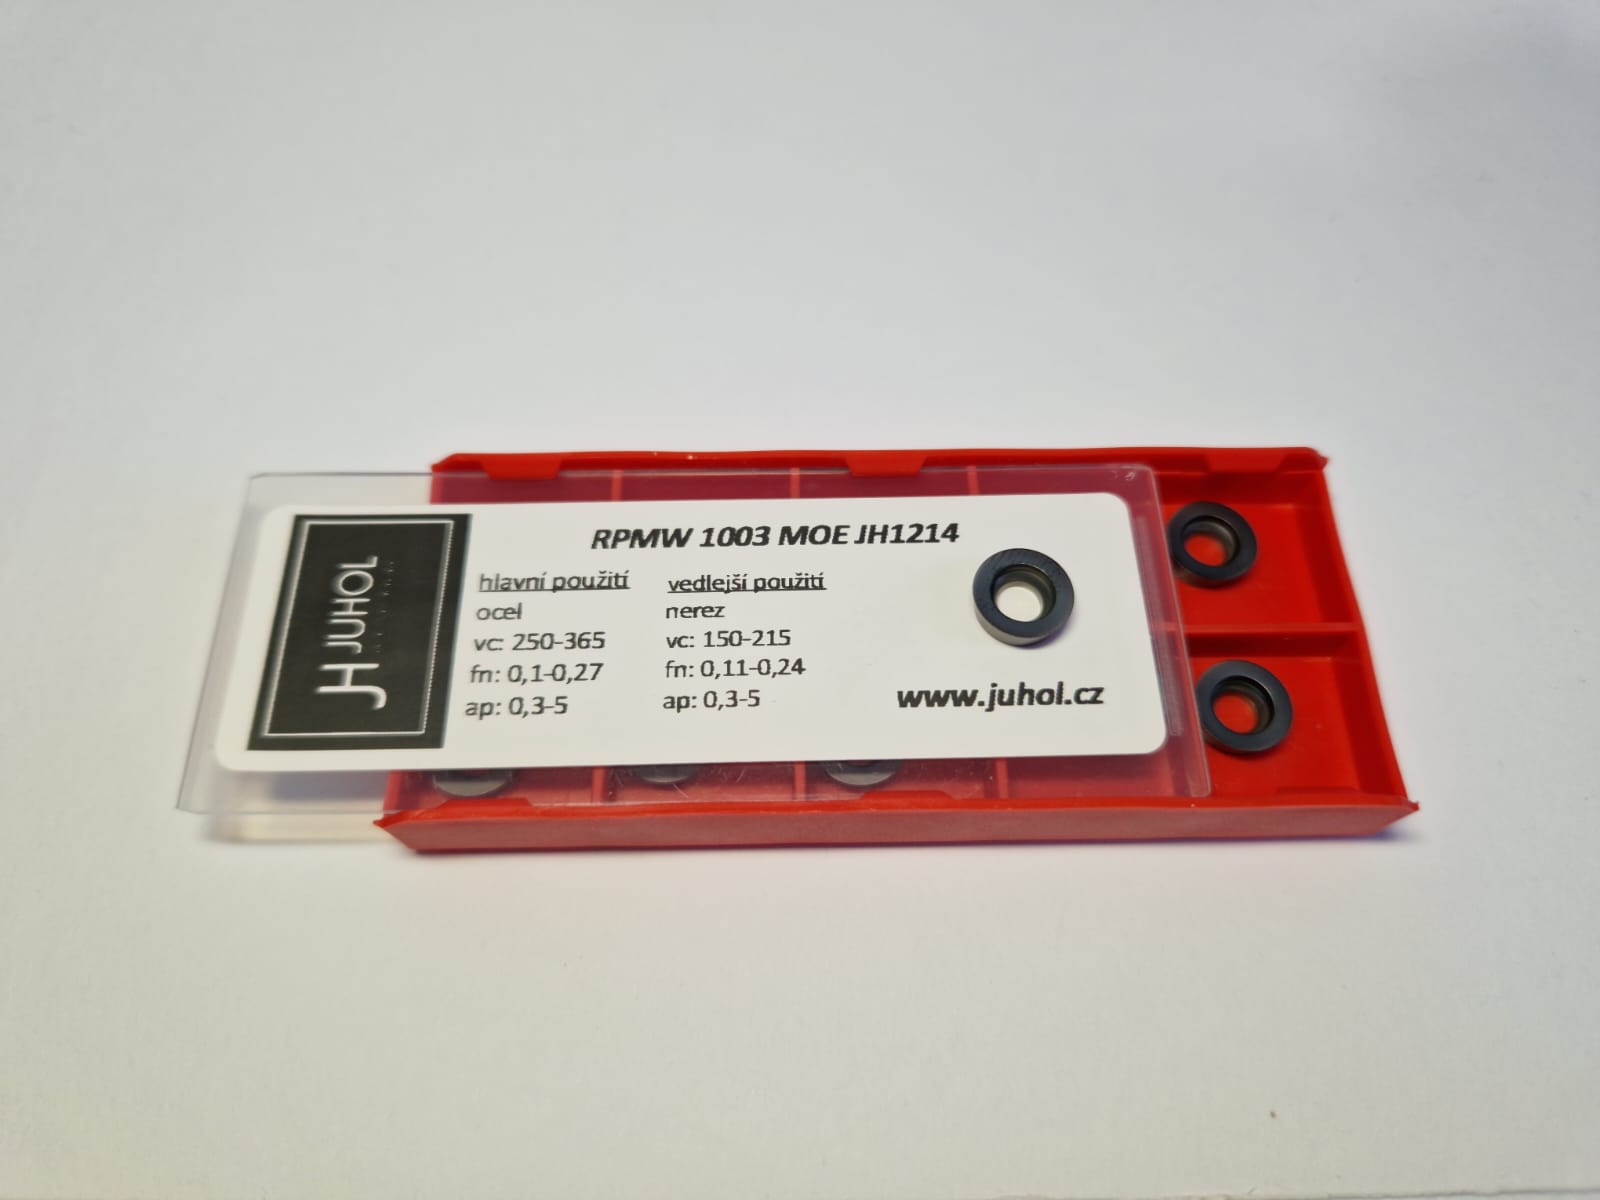 JH JUHOL
RPMW 1003 MOE JH1214
hlavní použití
ocel
vc: 250-365
fn: 0,1-0,27
ap: 0,3-5
vedlejší použití
nerez
vc: 150-215
fn: 0,11-0,24
ap: 0,3-5
www.juhol.cz